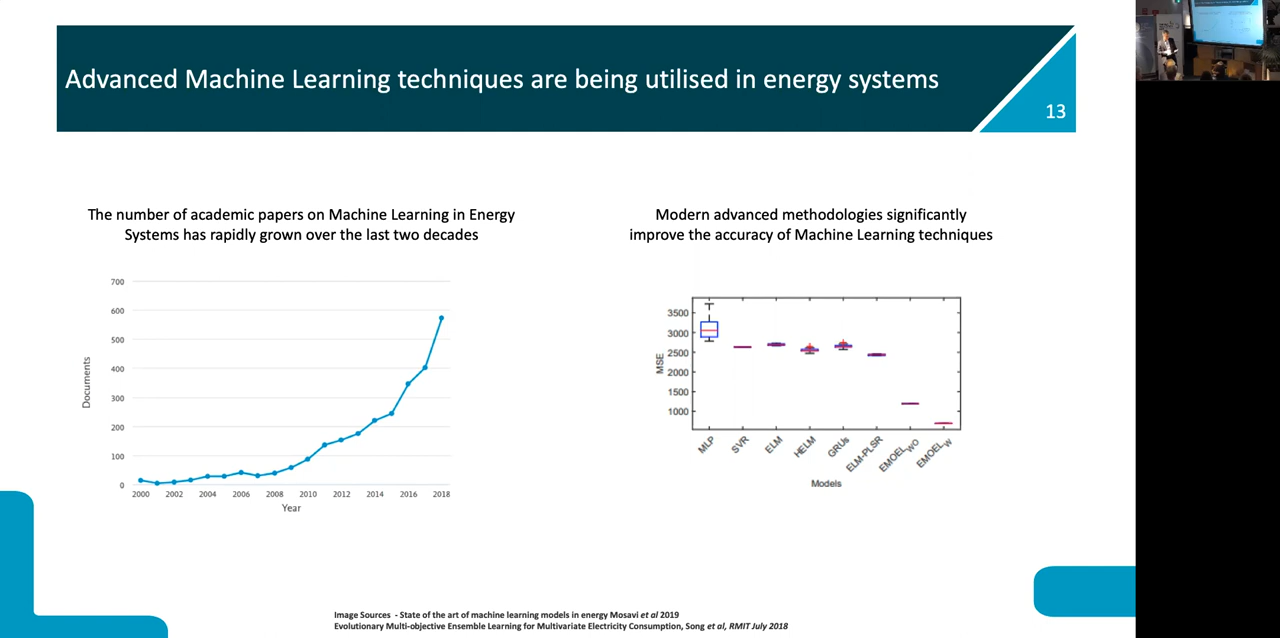 Advanced Machine Learning techniques are being utilised in energy systems
13
The number of academic papers on Machine Learning in Energy
Systems has rapidly grown over the last two decades
700
600
500
400
300
200
100
0
Documents
2000 2002 2004 2006 2008 2010 2012 2014 2016 2018
Year
Modern advanced methodologies significantly
improve the accuracy of Machine Learning techniques
3500
3000
2500
2000
1500
1000
MSE
MLP SVR ELM HELM GRUs ELM-PLSR EMOELWO EMOELW
Models
Image Sources - State of the art of machine learning models in energy Mosavi et al 2019
Evolutionary Multi-objective Ensemble Learning for Multivariate Electricity Consumption, Song et al, RMIT July 2018